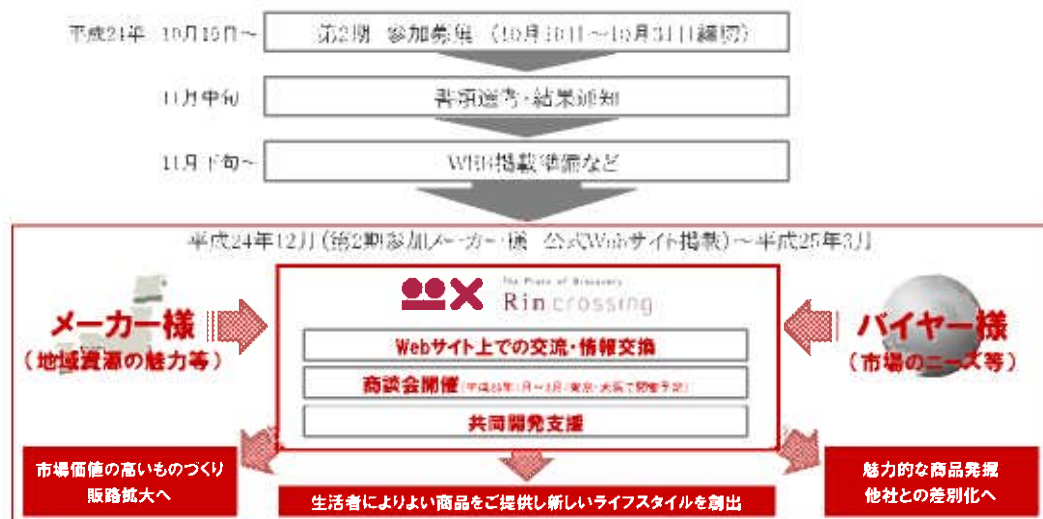 平成24年 10月16日～
第2期 参加募集 (10月16日～10月31日締切)
11月中旬
書類選考・結果通知
11月下旬～
WEB掲載準備など
平成24年12月(第2期参加メーカー様 公式Webサイト掲載)～平成25年3月
The Place of Discovery
Rin crossing
メーカー様
(地域資源の魅力等)
バイヤー様
(市場のニーズ等)
Webサイト上での交流・情報交換
商談会開催
共同開発支援
市場価値の高いものづくり
販路拡大へ
生活者によりよい商品をご提供し新しいライフスタイルを創出
魅力的な商品発掘
他社との差別化へ